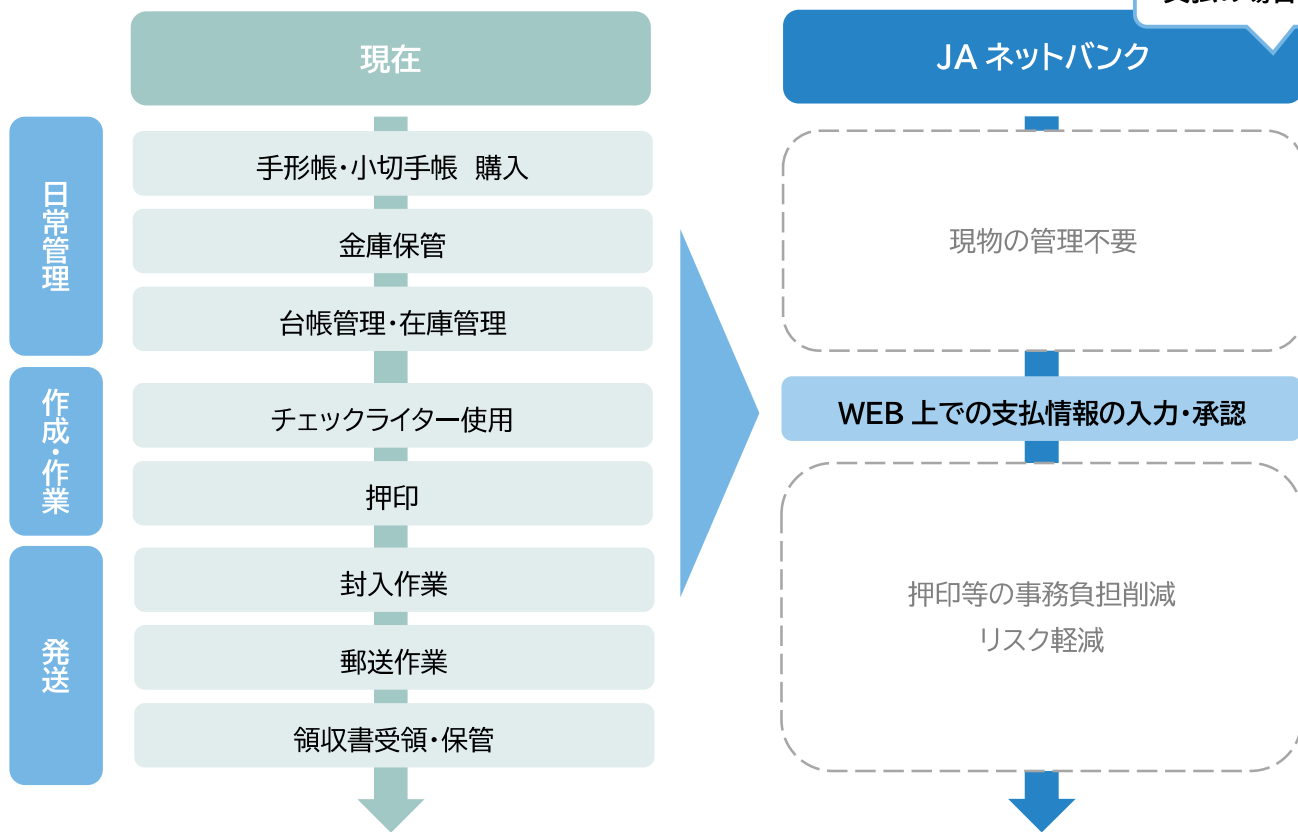 現在
JA ネットバンク
日常管理
手形帳・小切手帳　購入
金庫保管
台帳管理・在庫管理
現物の管理不要
作成・作業
チェックライター使用
押印
WEB 上での支払情報の入力・承認
発送
封入作業
郵送作業
領収書受領・保管
押印等の事務負担削減
リスク軽減